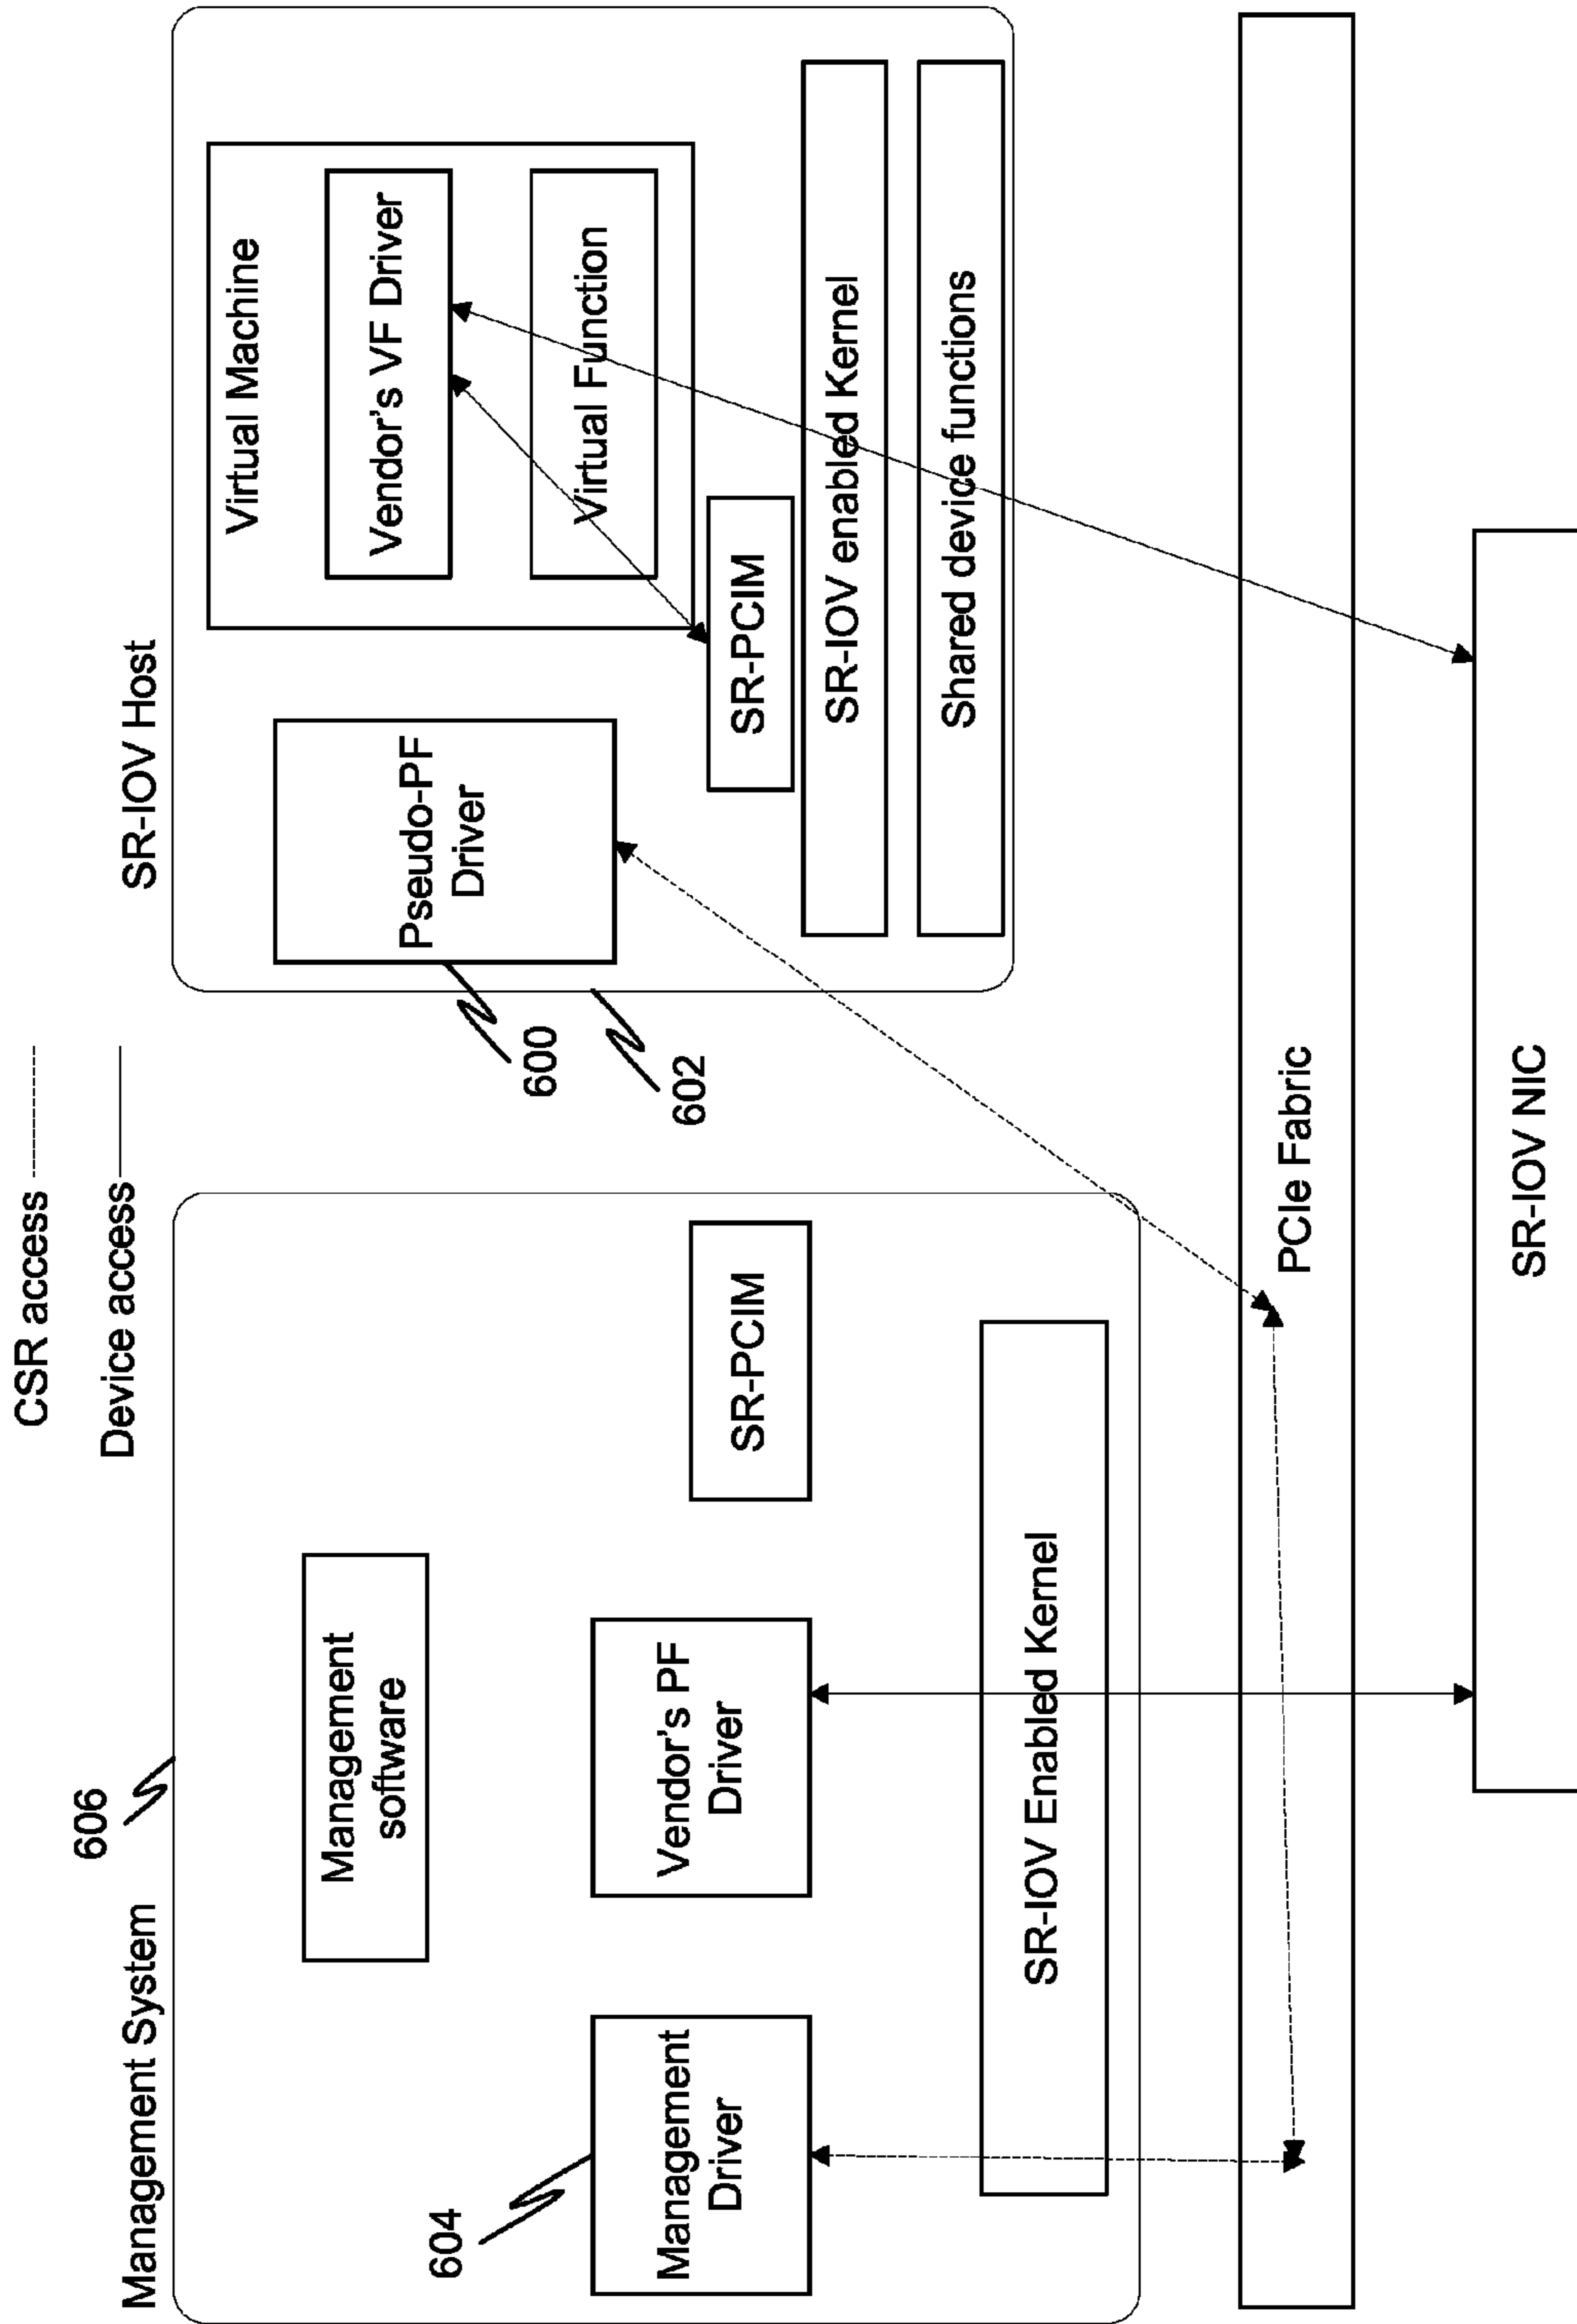 CSR access
Device access
Management System
606
Management
software
604
Management
Driver
Vendor's PF
Driver
SR-PCIM
SR-IOV Enabled Kernel
SR-IOV Host
600
602
Pseudo-PF
Driver
Virtual Machine
Vendor's VF Driver
Virtual Function
SR-PCIM
SR-IOV enabled Kernel
Shared device functions
PCIe Fabric
SR-IOV NIC